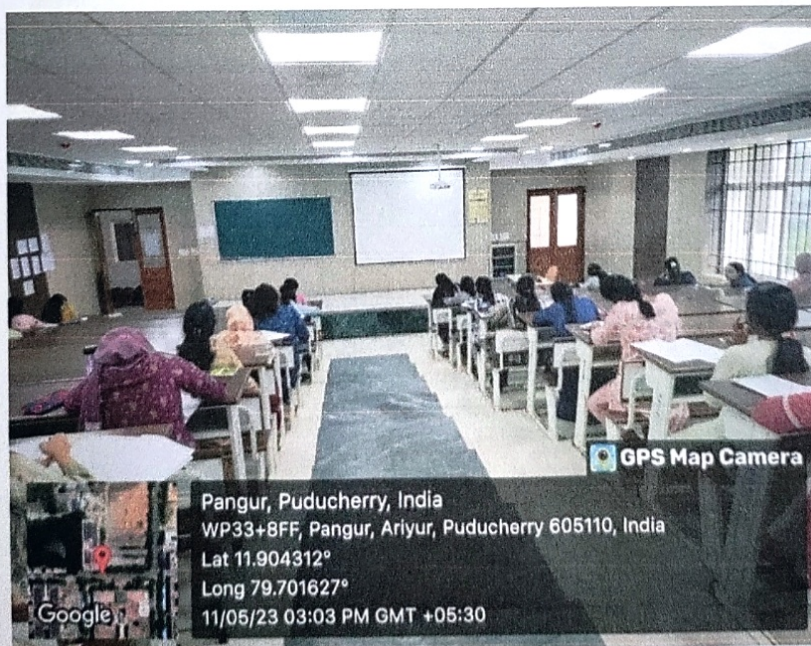 GPS Map Camera
Pangur, Puducherry, India
WP33+8FF, Pangur, Ariyur, Puducherry 605110, India
Lat 11.904312°
Long 79.701627°
11/05/23 03:03 PM GMT +05:30
Google